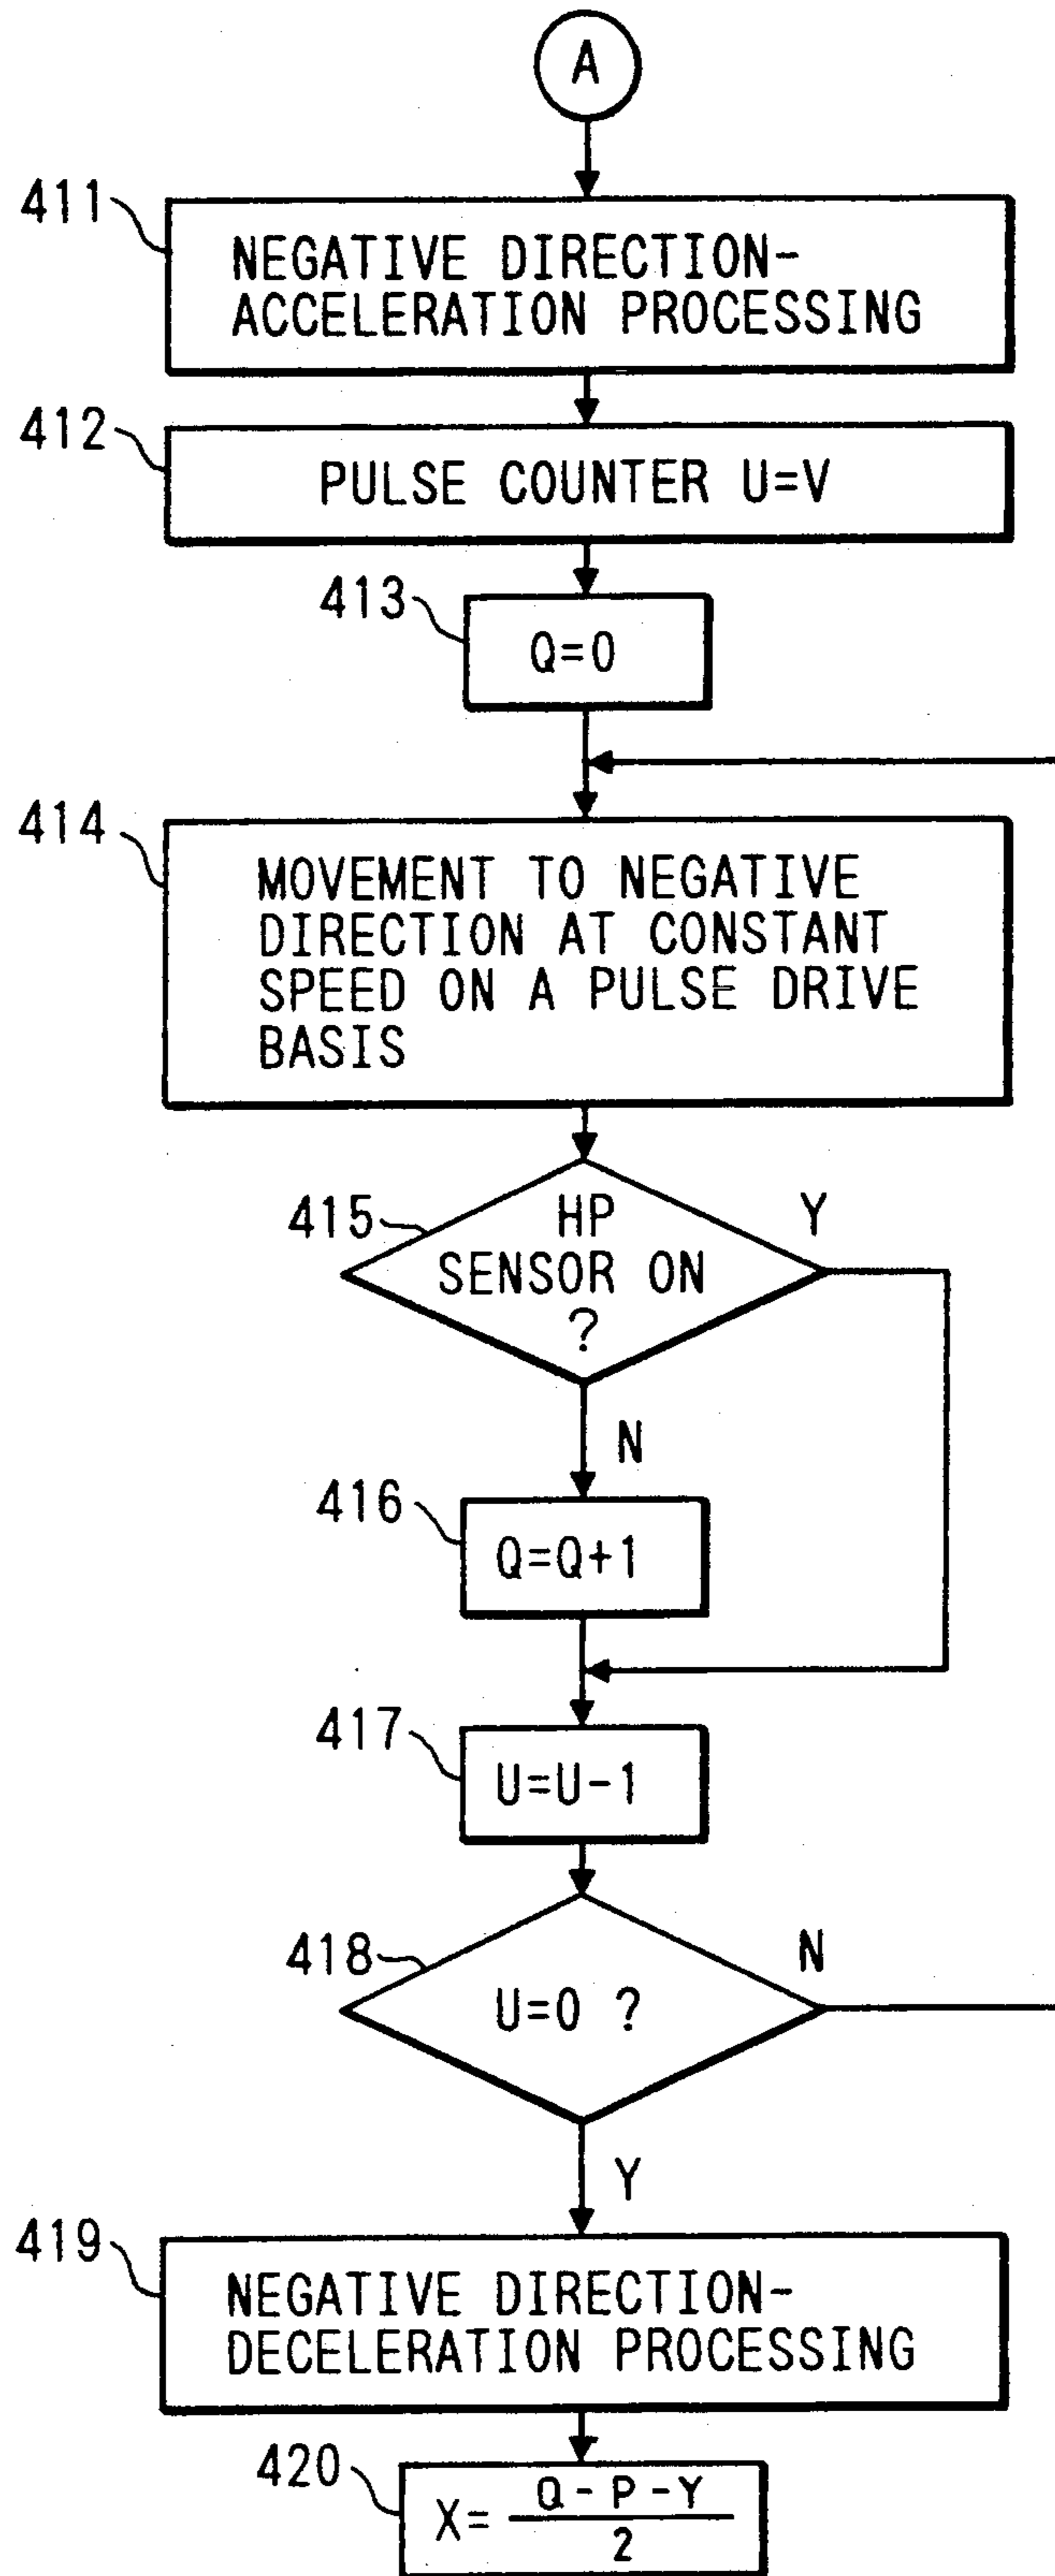 A
411
NEGATIVE DIRECTION-
ACCELERATION PROCESSING
412
PULSE COUNTER U=V
413
Q=0
414
MOVEMENT TO NEGATIVE
DIRECTION AT CONSTANT
SPEED ON A PULSE DRIVE
BASIS
415
HP
SENSOR ON
?
Y
N
416
Q=Q+1
417
U=U-1
418
U=0 ?
N
Y
419
NEGATIVE DIRECTION-
DECELERATION PROCESSING
420
X= Q-P-Y
2